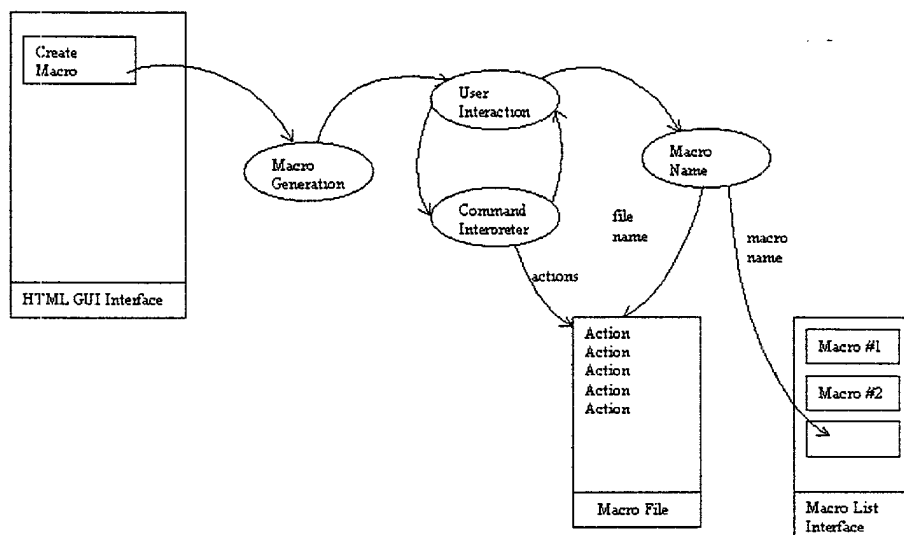 Create
Macro
HTML GUI Interface
Macro
Generation
User
Interaction
Command
Interpreter
Macro
Name
file
name
macro
name
actions
Action
Action
Action
Action
Action
Macro File
Macro #1
Macro #2
Macro List
Interface